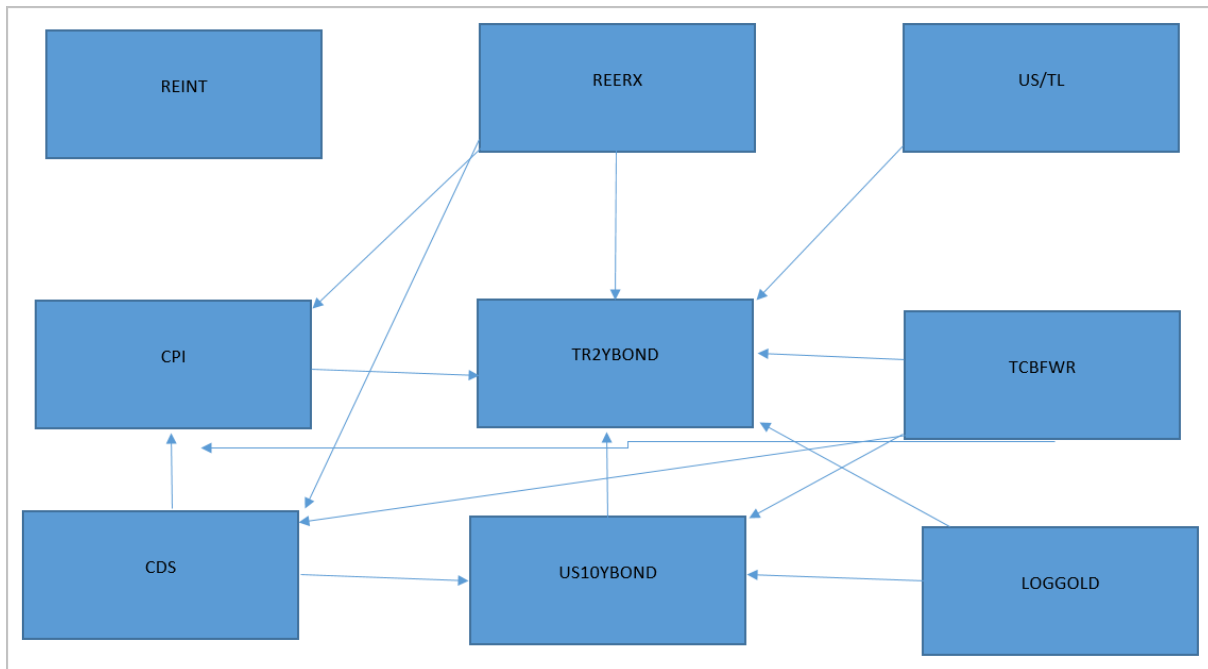 REINT
REERX
US/TL
CPI
TR2YBOND
TCBFWR
CDS
US10YBOND
LOGGOLD